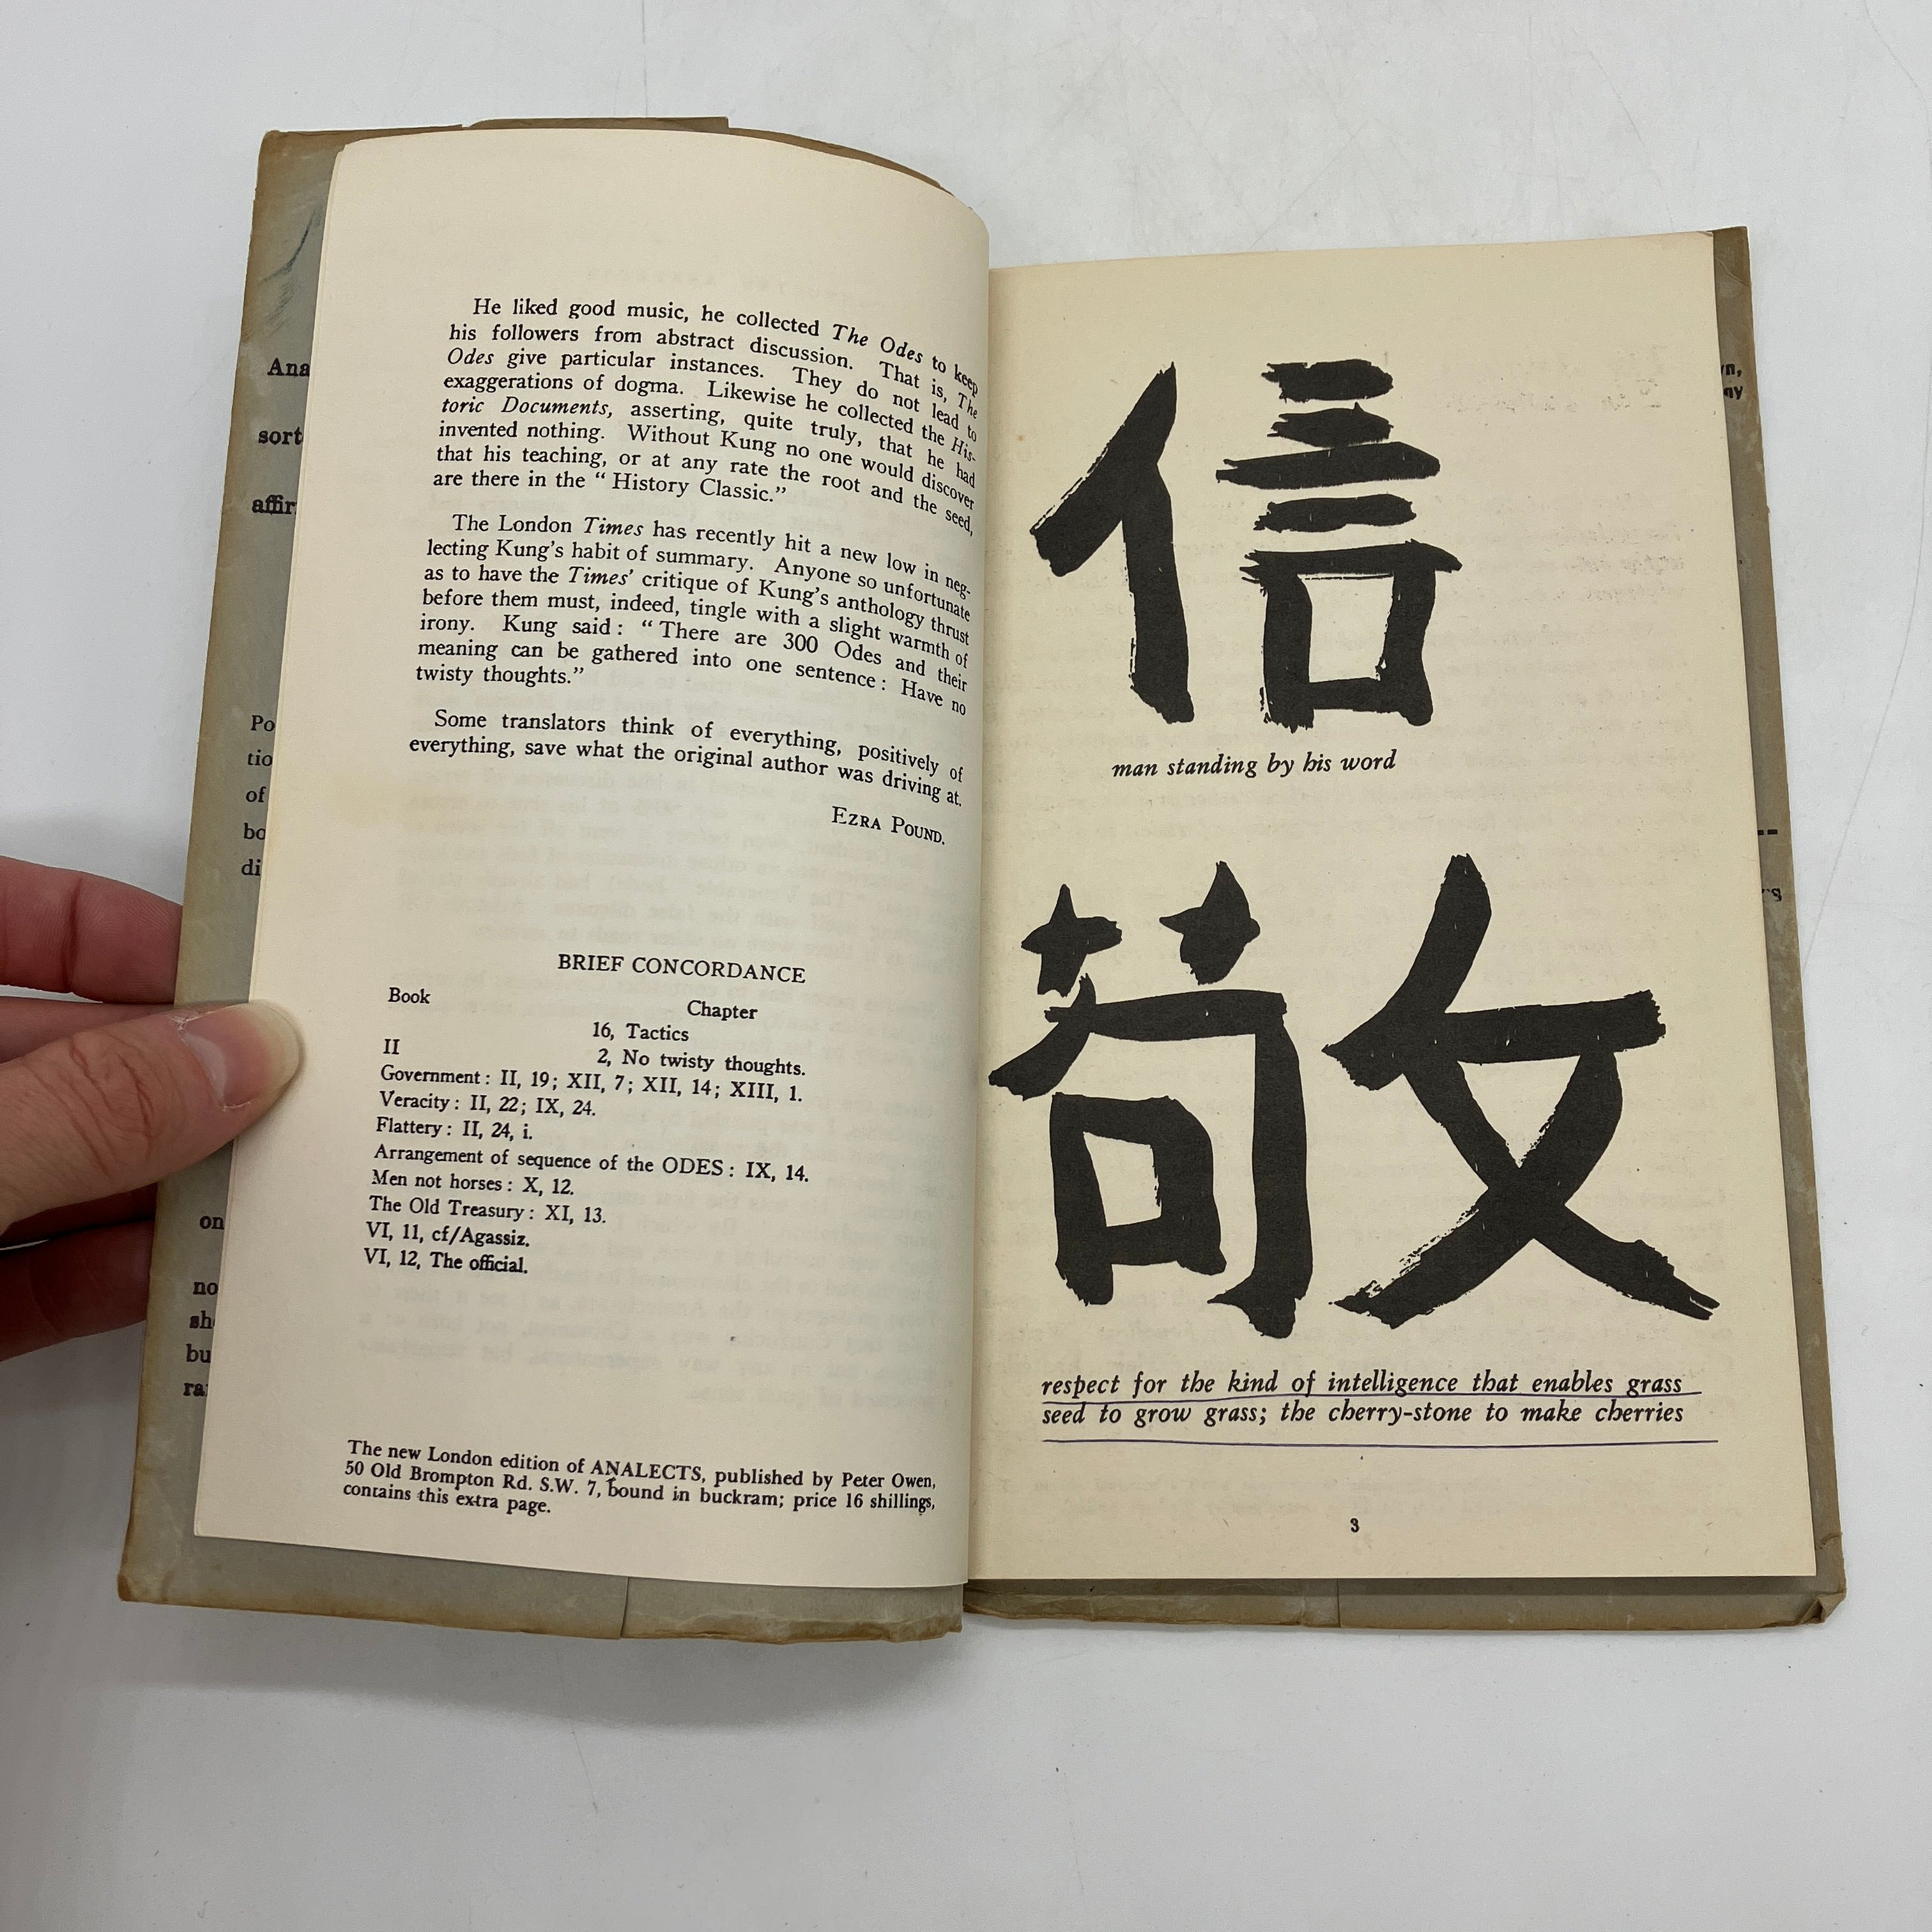 He liked good music, he collected The Odes to keep
his followers from abstract discussion. That is, The
Odes give particular instances. They do not lead to
exaggerations of dogma. Likewise he collected the His-
toric Documents, asserting, quite truly, that he had
invented nothing. Without Kung no one would discover
that his teaching, or at any rate the root and the seed,
are there in the “History Classic.”
The London Times has recently hit a new low in neg-
lecting Kung’s habit of summary. Anyone so unfortunate
as to have the Times’ critique of Kung’s anthology thrust
before them must, indeed, tingle with a slight warmth of
irony. Kung said: “There are 300 Odes and their
meaning can be gathered into one sentence: Have no
twisty thoughts.”
Some translators think of everything, positively of
everything, save what the original author was driving at.
EZRA POUND.
BRIEF CONCORDANCE
Book Chapter
16, Tactics
II 2, No twisty thoughts.
Government: II, 19; XII, 7; XII, 14; XIII, 1.
Veracity: II, 22; IX, 24.
Flattery: II, 24, i.
Arrangement of sequence of the ODES: IX, 14.
Men not horses: X, 12.
The Old Treasury: XI, 13.
VI, 11, cf/Agassiz.
VI, 12, The official.
The new London edition of ANALECTS, published by Peter Owen,
50 Old Brompton Rd. S.W. 7, bound in buckram; price 16 shillings,
contains this extra page.
信
man standing by his word
敬
respect for the kind of intelligence that enables grass
seed to grow grass; the cherry-stone to make cherries
3